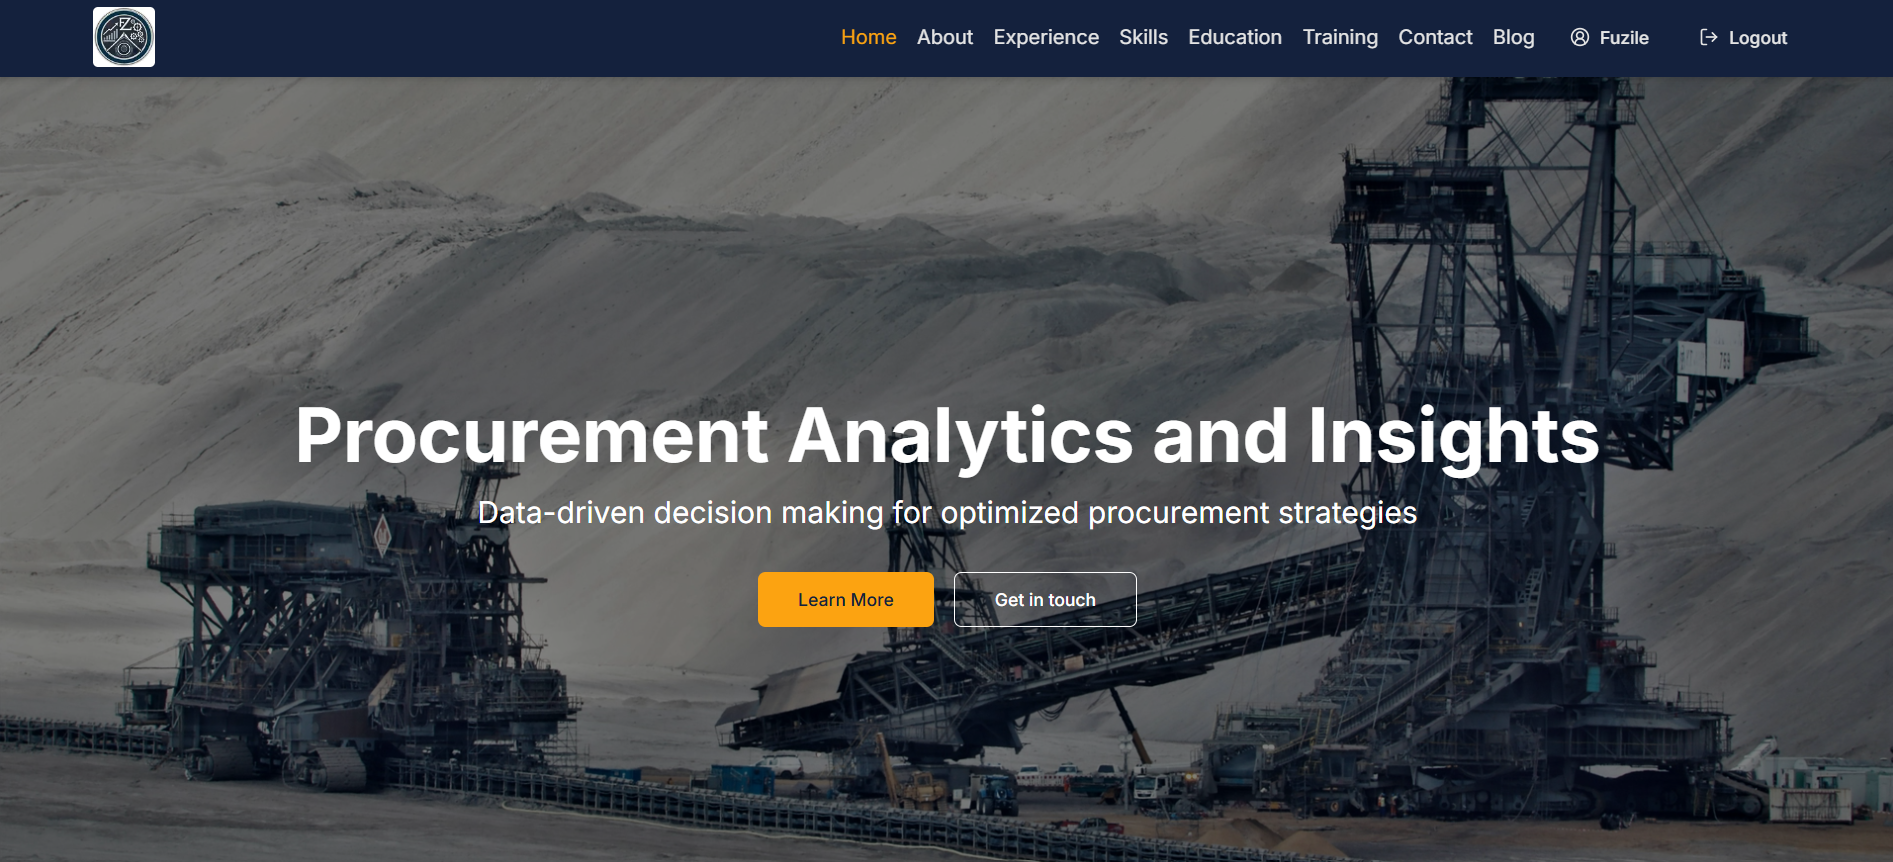 FZ
Home About Experience Skills Education Training Contact Blog Fuzile Logout
Procurement Analytics and Insights
Data-driven decision making for optimized procurement strategies
Learn More Get in touch